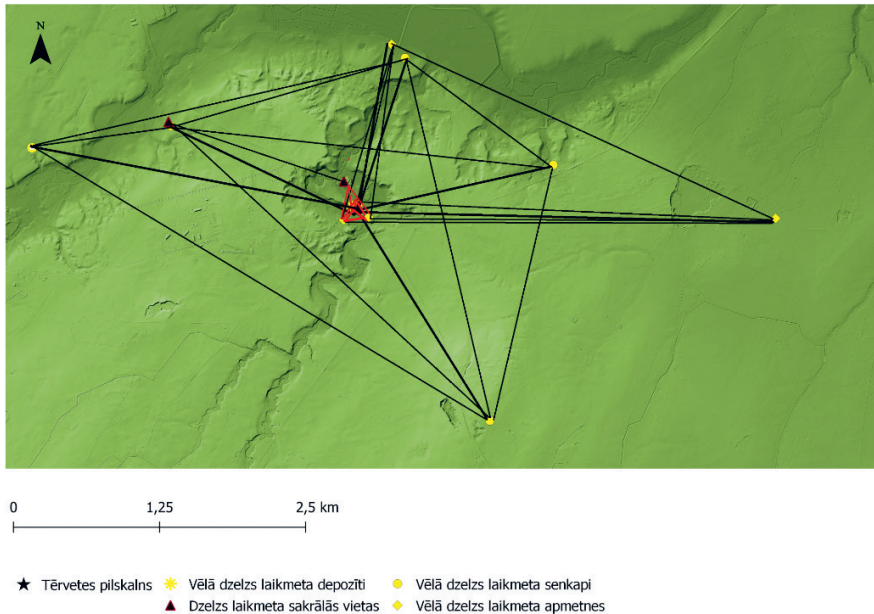 N
0 1,25 2,5 km
Tērvetes pilskalns Vēlā dzelzs laikmeta depozīti Vēlā dzelzs laikmeta senkapi
Dzelzs laikmeta sakrālās vietas Vēlā dzelzs laikmeta apmetnes